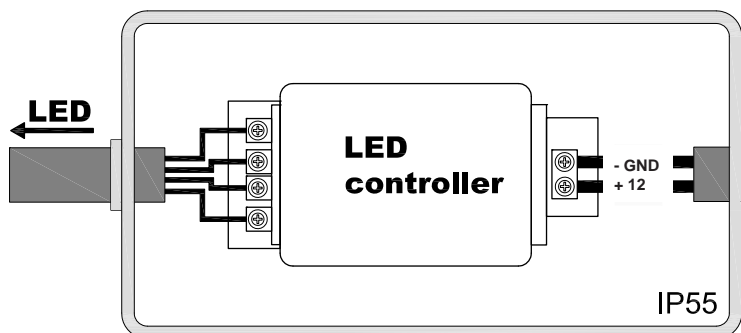 LED
LED
controller
- GND
+ 12
IP55